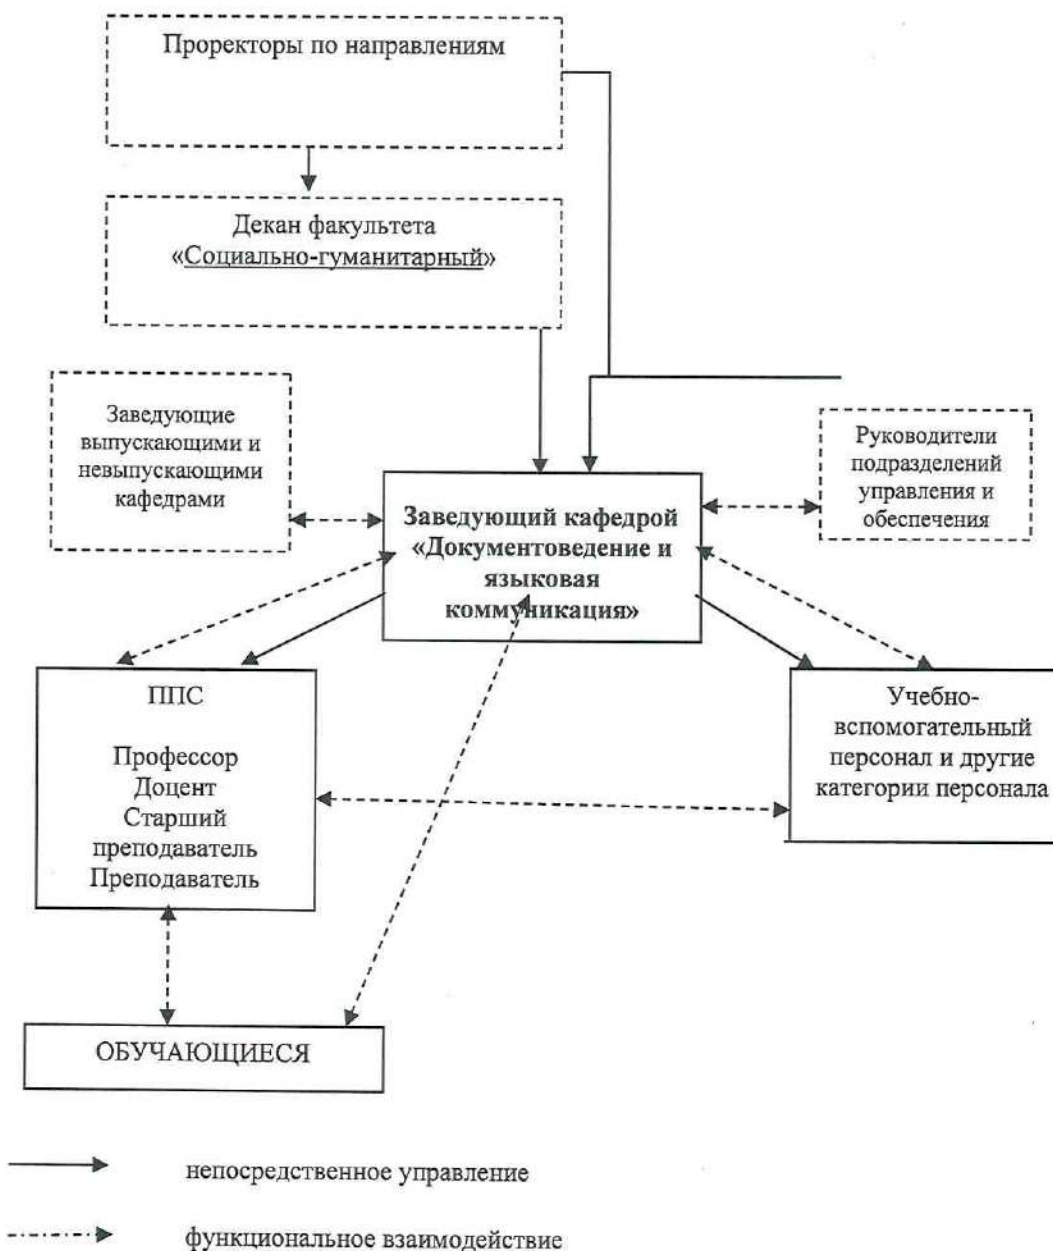 Проректоры по направлениям
Декан факультета
«Социально-гуманитарный»
Заведующие
выпускающими и
невыпускающими
кафедрами
Руководители
подразделений
управления и
обеспечения
Заведующий кафедрой
«Документоведение и
языковая
коммуникация»
ППС
Профессор
Доцент
Старший
преподаватель
Преподаватель
Учебно-
вспомогательный
персонал и другие
категории персонала
ОБУЧАЮЩИЕСЯ
непосредственное управление
функциональное взаимодействие